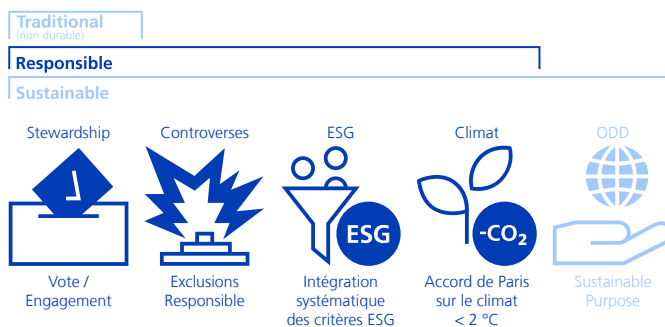 Traditional
(non durable)
Responsible
Sustainable
Stewardship
Controverses
ESG
Climat
ODD
ESG
-CO₂
Vote /
Engagement
Exclusions
Responsible
Intégration
systématique
des critères ESG
Accord de Paris
sur le climat
< 2 °C
Sustainable
Purpose